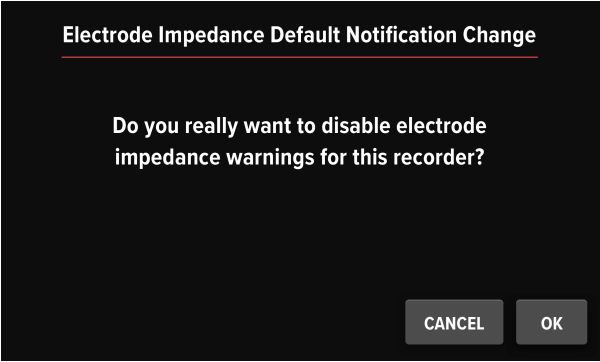 Electrode Impedance Default Notification Change
Do you really want to disable electrode
impedance warnings for this recorder?
CANCEL
OK